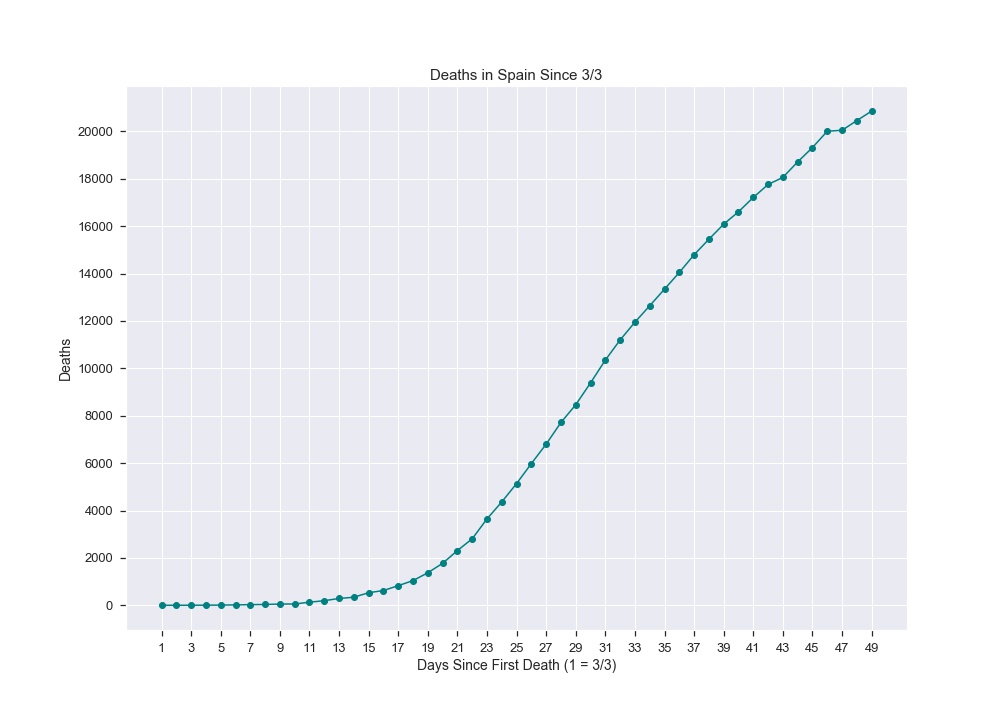 Deaths in Spain Since 3/3
20000
18000
16000
14000
12000
10000
8000
6000
4000
2000
0
Deaths
1 3 5 7 9 11 13 15 17 19 21 23 25 27 29 31 33 35 37 39 41 43 45 47 49
Days Since First Death (1 = 3/3)